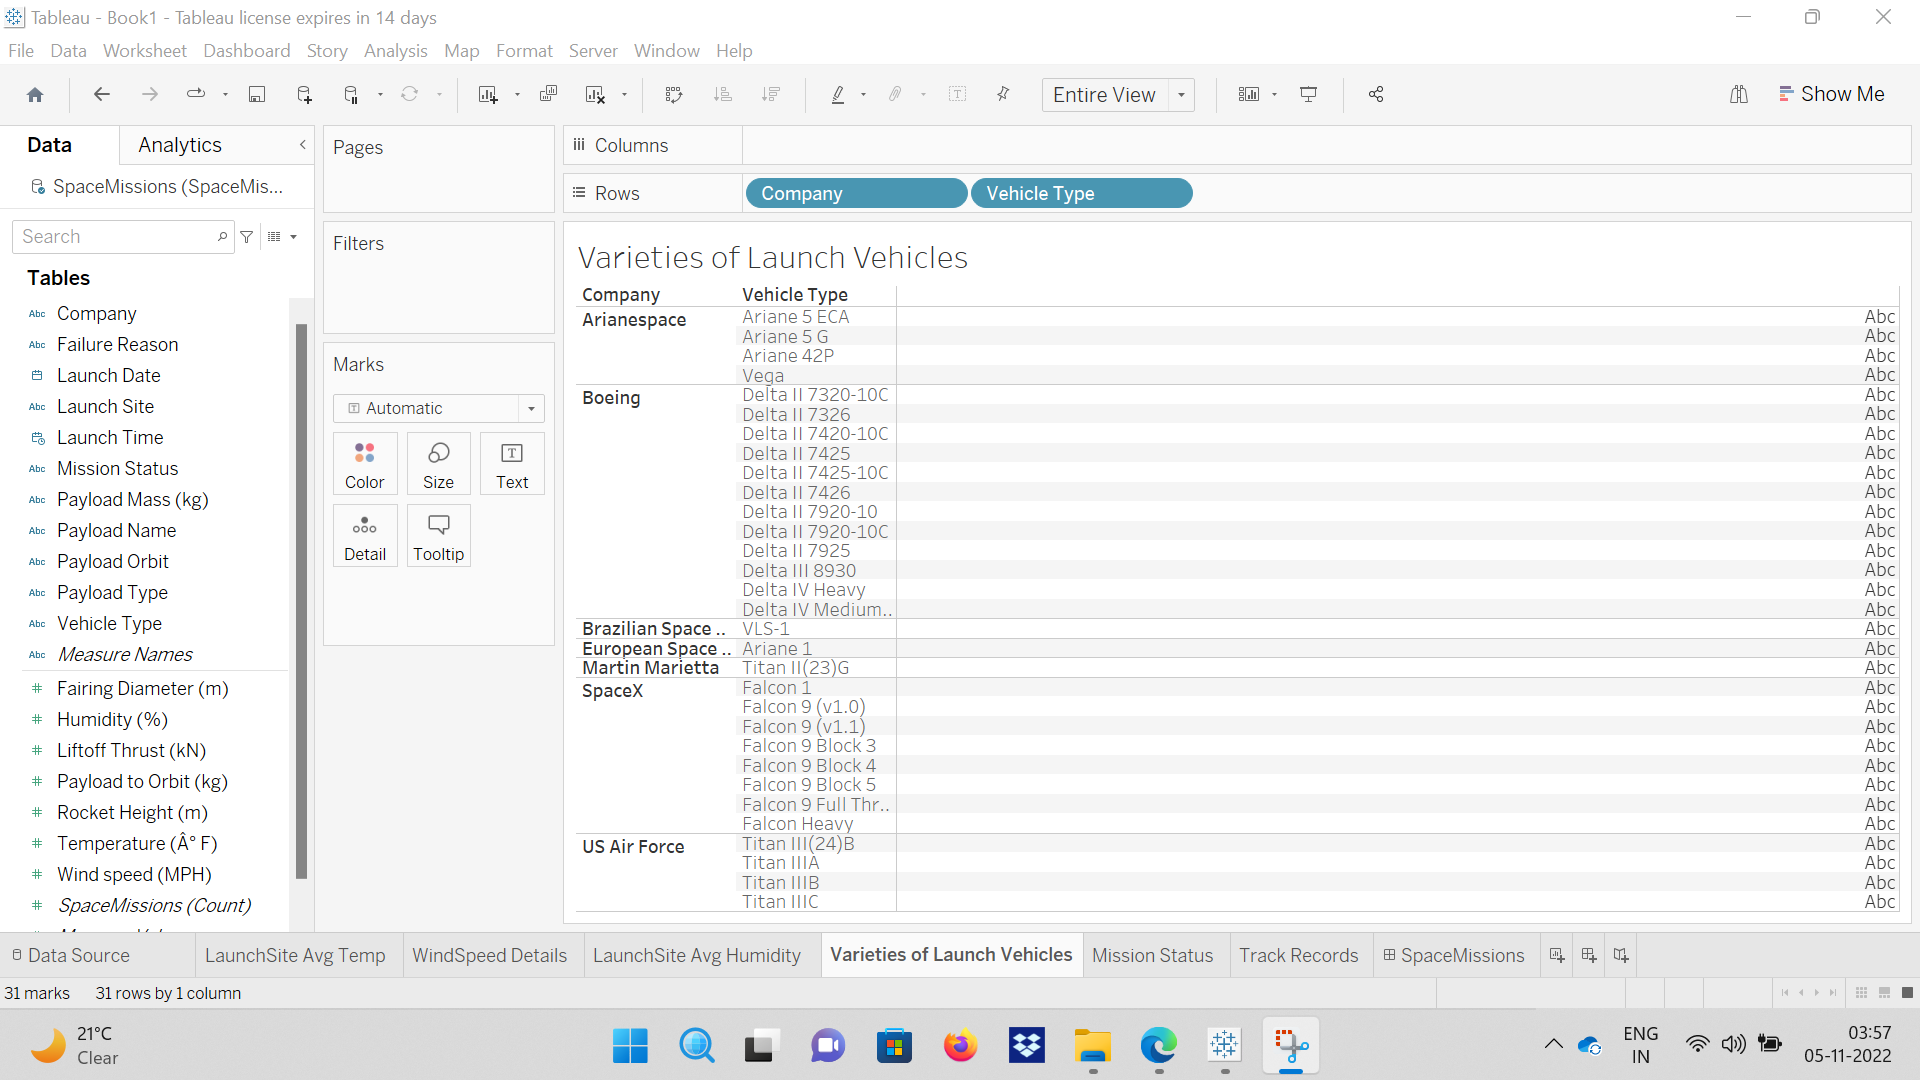 Tableau - Book1 - Tableau license expires in 14 days
File Data Worksheet Dashboard Story Analysis Map Format Server Window Help
Entire View
Show Me
Data Analytics
SpaceMissions (SpaceMis...
Search
Tables
Abc Company
Abc Failure Reason
Launch Date
Abc Launch Site
Launch Time
Abc Mission Status
Abc Payload Mass (kg)
Abc Payload Name
Abc Payload Orbit
Abc Payload Type
Abc Vehicle Type
Abc Measure Names
# Fairing Diameter (m)
# Humidity (%)
# Liftoff Thrust (kN)
# Payload to Orbit (kg)
# Rocket Height (m)
# Temperature (Â° F)
# Wind speed (MPH)
# SpaceMissions (Count)
Pages
Filters
Marks
Automatic
Color Size Text
Detail Tooltip
Columns
Rows Company Vehicle Type
Varieties of Launch Vehicles
Company Vehicle Type
Arianespace Ariane 5 ECA Abc
Ariane 5 G Abc
Ariane 42P Abc
Vega Abc
Boeing Delta II 7320-10C Abc
Delta II 7326 Abc
Delta II 7420-10C Abc
Delta II 7425 Abc
Delta II 7425-10C Abc
Delta II 7426 Abc
Delta II 7920-10 Abc
Delta II 7920-10C Abc
Delta II 7925 Abc
Delta III 8930 Abc
Delta IV Heavy Abc
Delta IV Medium.. Abc
Brazilian Space .. VLS-1 Abc
European Space .. Ariane 1 Abc
Martin Marietta Titan II(23)G Abc
SpaceX Falcon 1 Abc
Falcon 9 (v1.0) Abc
Falcon 9 (v1.1) Abc
Falcon 9 Block 3 Abc
Falcon 9 Block 4 Abc
Falcon 9 Block 5 Abc
Falcon 9 Full Thr.. Abc
Falcon Heavy Abc
US Air Force Titan III(24)B Abc
Titan IIIA Abc
Titan IIIB Abc
Titan IIIC Abc
Data Source LaunchSite Avg Temp WindSpeed Details LaunchSite Avg Humidity Varieties of Launch Vehicles Mission Status Track Records SpaceMissions
31 marks 31 rows by 1 column
21°C
Clear
ENG
IN
03:57
05-11-2022